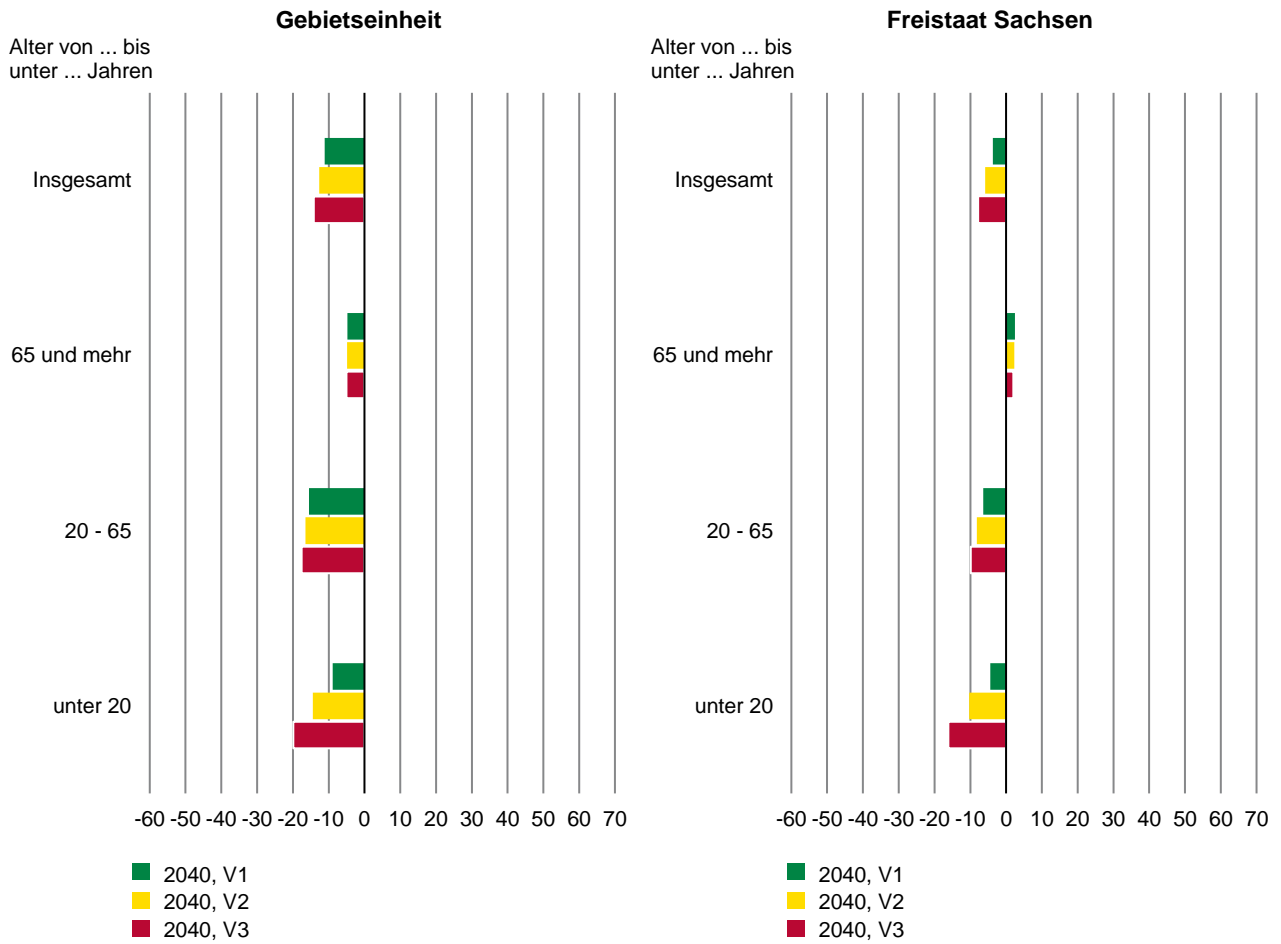 Gebietseinheit
Alter von ... bis
unter ... Jahren
Insgesamt
65 und mehr
20 - 65
unter 20
-60 -50 -40 -30 -20 -10 0 10 20 30 40 50 60 70
2040, V1
2040, V2
2040, V3
Freistaat Sachsen
Alter von ... bis
unter ... Jahren
Insgesamt
65 und mehr
20 - 65
unter 20
-60 -50 -40 -30 -20 -10 0 10 20 30 40 50 60 70
2040, V1
2040, V2
2040, V3